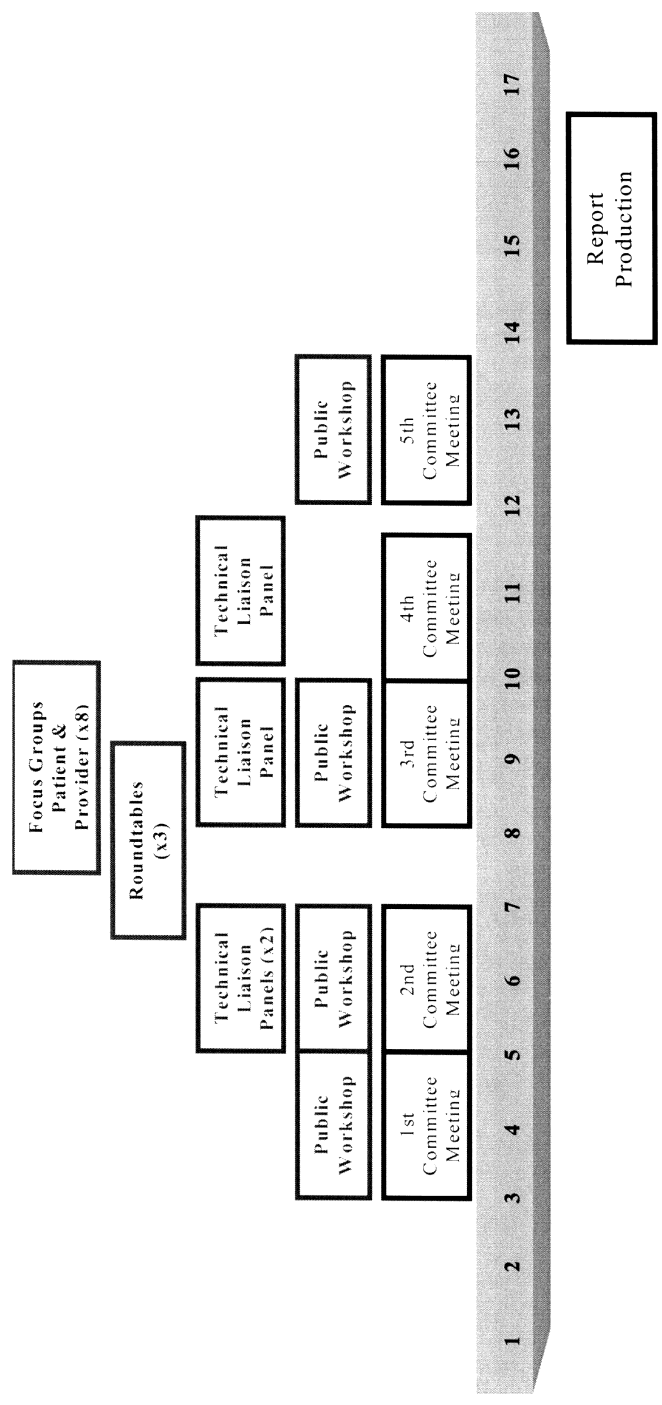 Focus Groups
Patient &
Provider (x8)
Roundtables
(x3)
Technical
Liaison
Panels (x2)
Technical
Liaison
Panel
Technical
Liaison
Panel
Public
Workshop
Public
Workshop
Public
Workshop
Public
Workshop
1st
Committee
Meeting
2nd
Committee
Meeting
3rd
Committee
Meeting
4th
Committee
Meeting
5th
Committee
Meeting
1 2 3 4 5 6 7 8 9 10 11 12 13 14 15 16 17
Report
Production